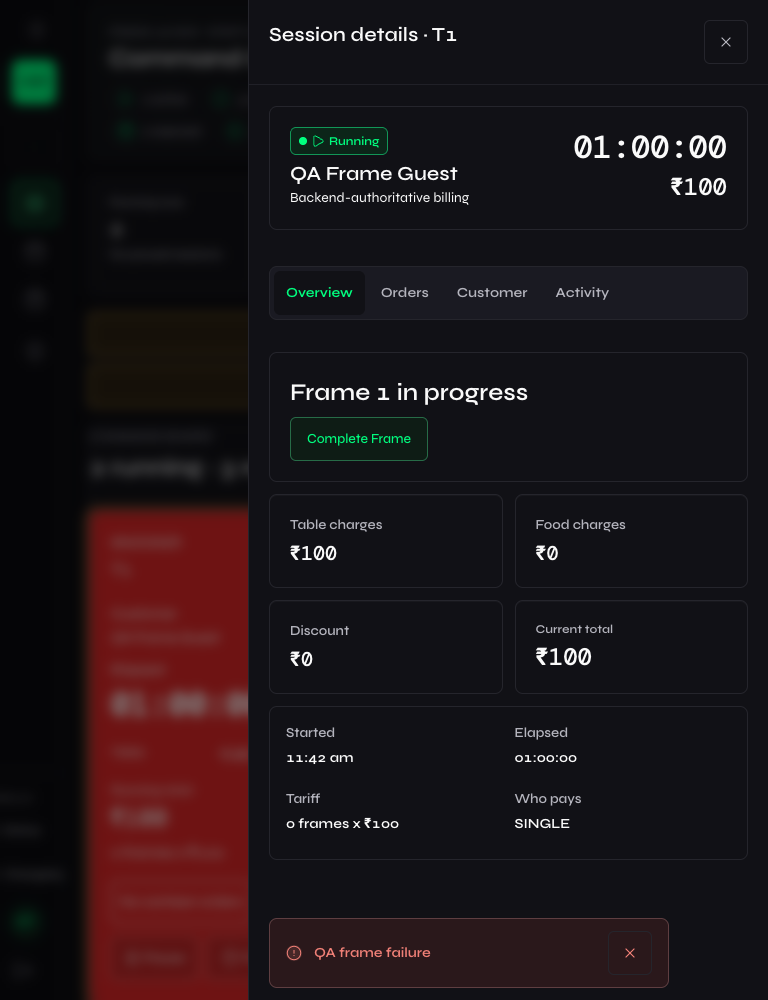 Session details · T1
Running
01:00:00
QA Frame Guest
₹100
Backend-authoritative billing
Overview
Orders
Customer
Activity
Frame 1 in progress
Complete Frame
Table charges
Food charges
₹100
₹0
Discount
Current total
₹0
₹100
Started
Elapsed
11:42 am
01:00:00
Tariff
Who pays
0 frames x ₹100
SINGLE
QA frame failure